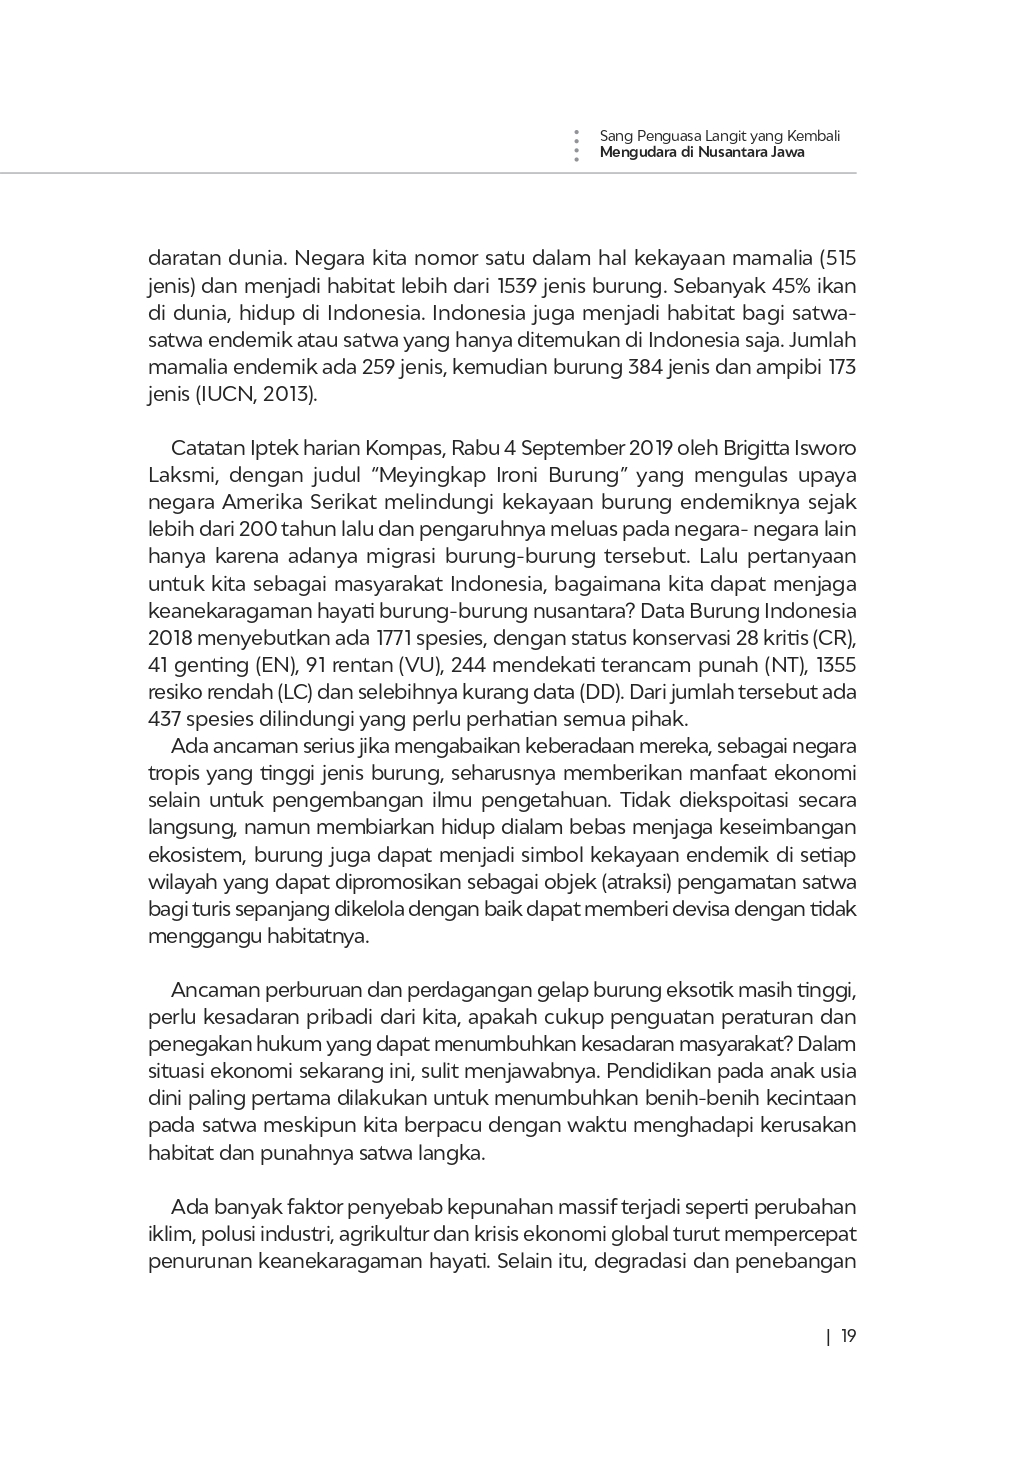 Sang Penguasa Langit yang Kembali
Mengudara di Nusantara Jawa
daratan dunia. Negara kita nomor satu dalam hal kekayaan mamalia (515
jenis) dan menjadi habitat lebih dari 1539 jenis burung. Sebanyak 45% ikan
di dunia, hidup di Indonesia. Indonesia juga menjadi habitat bagi satwa-
satwa endemik atau satwa yang hanya ditemukan di Indonesia saja. Jumlah
mamalia endemik ada 259 jenis, kemudian burung 384 jenis dan ampibi 173
jenis (IUCN, 2013).
Catatan Iptek harian Kompas, Rabu 4 September 2019 oleh Brigitta Isworo
Laksmi, dengan judul “Meyingkap Ironi Burung” yang mengulas upaya
negara Amerika Serikat melindungi kekayaan burung endemiknya sejak
lebih dari 200 tahun lalu dan pengaruhnya meluas pada negara- negara lain
hanya karena adanya migrasi burung-burung tersebut. Lalu pertanyaan
untuk kita sebagai masyarakat Indonesia, bagaimana kita dapat menjaga
keanekaragaman hayati burung-burung nusantara? Data Burung Indonesia
2018 menyebutkan ada 1771 spesies, dengan status konservasi 28 kritis (CR),
41 genting (EN), 91 rentan (VU), 244 mendekati terancam punah (NT), 1355
resiko rendah (LC) dan selebihnya kurang data (DD). Dari jumlah tersebut ada
437 spesies dilindungi yang perlu perhatian semua pihak.
Ada ancaman serius jika mengabaikan keberadaan mereka, sebagai negara
tropis yang tinggi jenis burung, seharusnya memberikan manfaat ekonomi
selain untuk pengembangan ilmu pengetahuan. Tidak diekspoitasi secara
langsung, namun membiarkan hidup dialam bebas menjaga keseimbangan
ekosistem, burung juga dapat menjadi simbol kekayaan endemik di setiap
wilayah yang dapat dipromosikan sebagai objek (atraksi) pengamatan satwa
bagi turis sepanjang dikelola dengan baik dapat memberi devisa dengan tidak
menggangu habitatnya.
Ancaman perburuan dan perdagangan gelap burung eksotik masih tinggi,
perlu kesadaran pribadi dari kita, apakah cukup penguatan peraturan dan
penegakan hukum yang dapat menumbuhkan kesadaran masyarakat? Dalam
situasi ekonomi sekarang ini, sulit menjawabnya. Pendidikan pada anak usia
dini paling pertama dilakukan untuk menumbuhkan benih-benih kecintaan
pada satwa meskipun kita berpacu dengan waktu menghadapi kerusakan
habitat dan punahnya satwa langka.
Ada banyak faktor penyebab kepunahan massif terjadi seperti perubahan
iklim, polusi industri, agrikultur dan krisis ekonomi global turut mempercepat
penurunan keanekaragaman hayati. Selain itu, degradasi dan penebangan
| 19